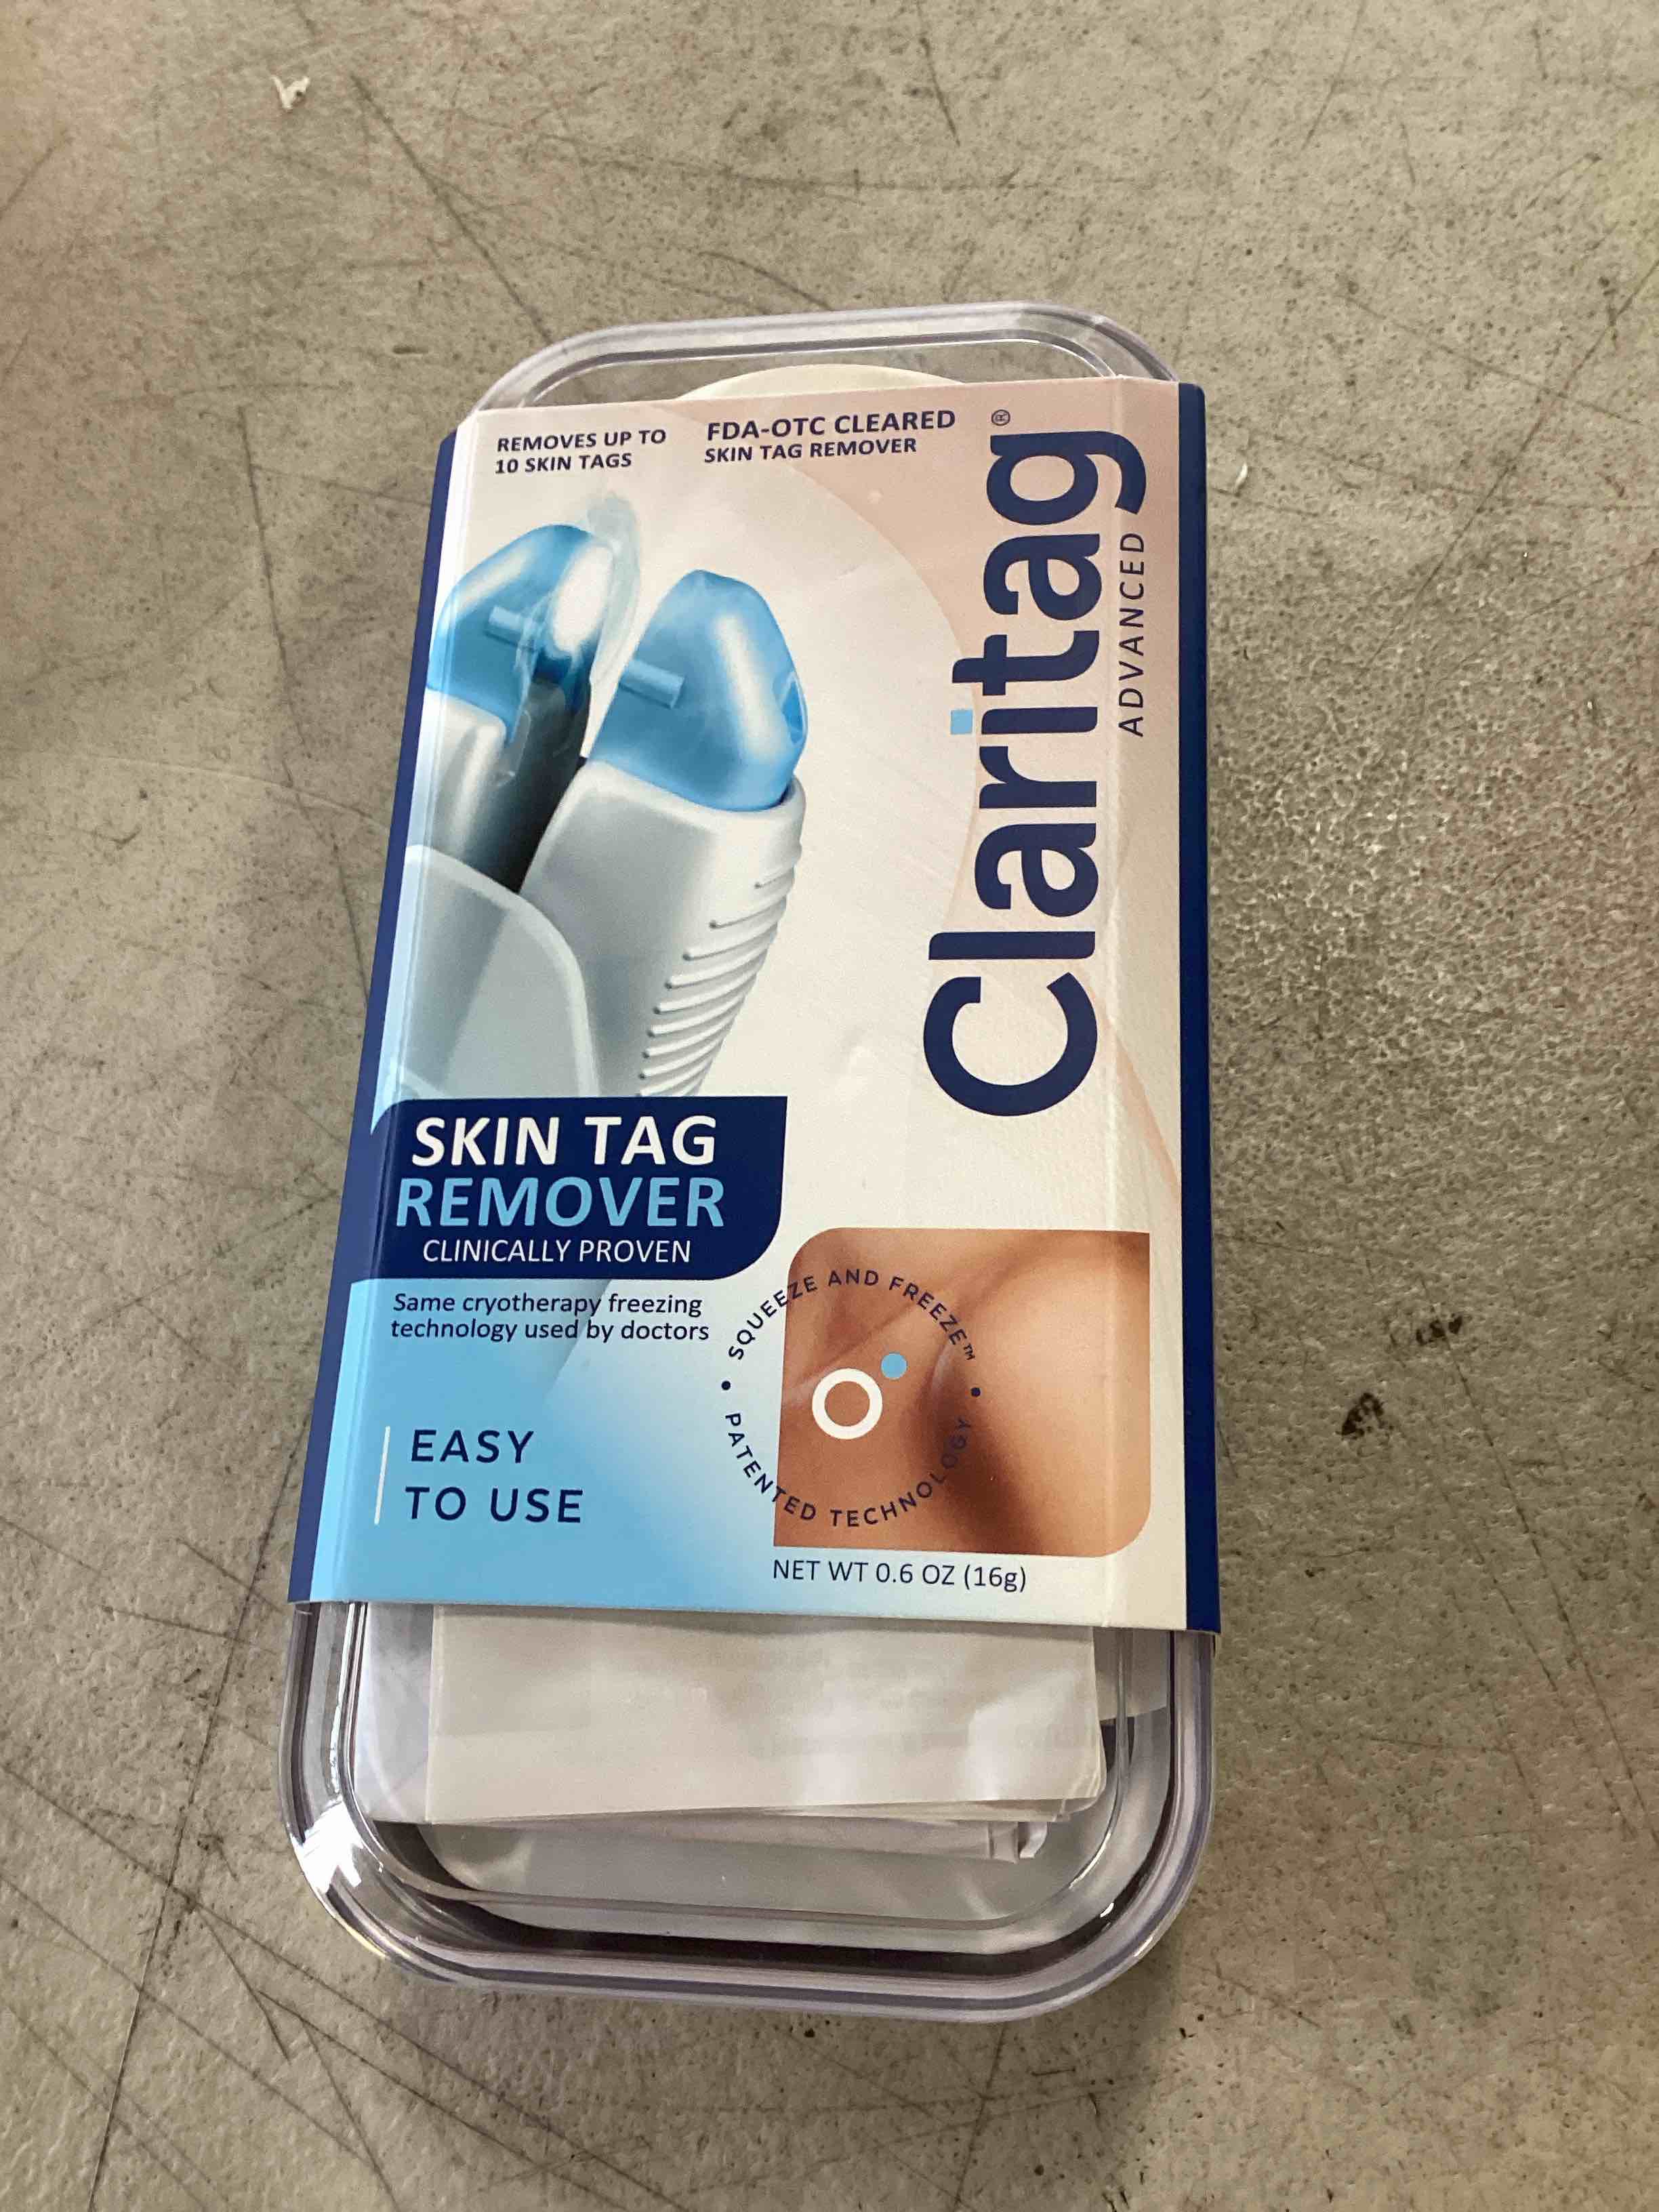 REMOVES UP TO
10 SKIN TAGS
FDA-OTC CLEARED
SKIN TAG REMOVER
Claritag®
ADVANCED
SKIN TAG
REMOVER
CLINICALLY PROVEN
Same cryotherapy freezing
technology used by doctors
EASY
TO USE
• SQUEEZE AND FREEZE™ • PATENTED TECHNOLOGY
NET WT 0.6 OZ (16g)